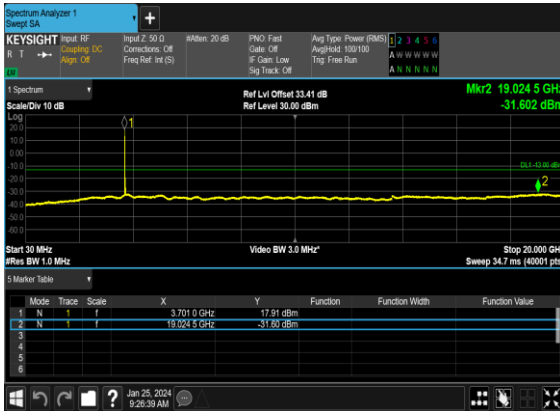 Spectrum Analyzer 1
Swept SA
+
KEYSIGHT Input: RF Input Z: 50 Ω #Atten: 20 dB PNO: Fast Avg Type: Power (RMS) 1 2 3 4 5 6
R T Coupling: DC Corrections: Off Gate: Off Avg|Hold: 100/100 A W W W W W
Align: Off Freq Ref: Int (S) IF Gain: Low Trig: Free Run
Sig Track: Off A N N N N N
LXI
1 Spectrum Ref Lvl Offset 33.41 dB Mkr2 19.024 5 GHz
Scale/Div 10 dB Ref Level 30.00 dBm -31.602 dBm
Log
20.0
10.0
0.00
-10.0
DL1 -13.00 dBm
-20.0
-30.0
-40.0
-50.0
-60.0
1
2
Start 30 MHz Video BW 3.0 MHz* Stop 20.000 GHz
#Res BW 1.0 MHz Sweep 34.7 ms (40001 pts)
5 Marker Table
Mode Trace Scale X Y Function Function Width Function Value
1 N 1 f 3.701 0 GHz 17.91 dBm
2 N 1 f 19.024 5 GHz -31.60 dBm
3
4
5
6
? Jan 25, 2024
9:26:39 AM